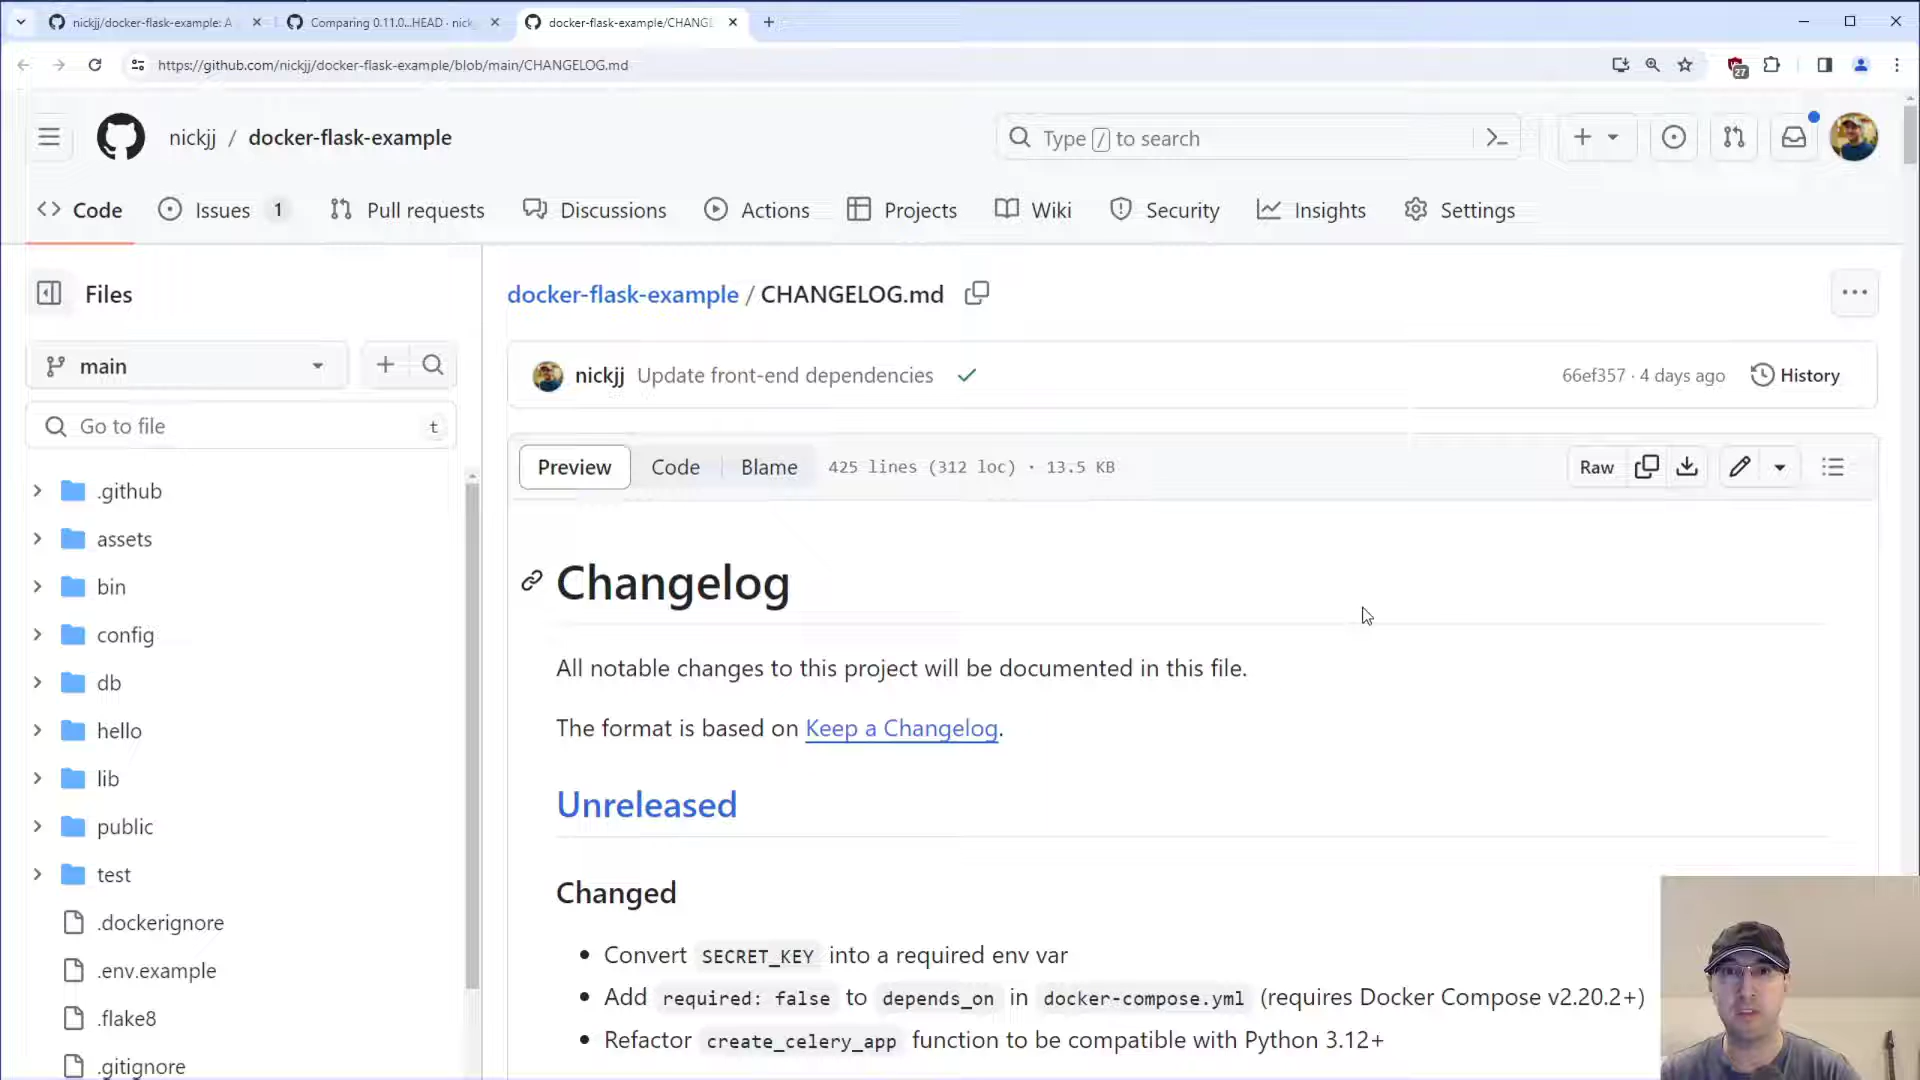 nickjj/docker-flask-example: A
Comparing 0.11.0...HEAD · nick
docker-flask-example/CHANGE
https://github.com/nickjj/docker-flask-example/blob/main/CHANGELOG.md
27
nickjj / docker-flask-example
Type / to search
Code
Issues 1
Pull requests
Discussions
Actions
Projects
Wiki
Security
Insights
Settings
Files
main
Go to file
t
.github
assets
bin
config
db
hello
lib
public
test
.dockerignore
.env.example
.flake8
.gitignore
docker-flask-example / CHANGELOG.md
nickjj Update front-end dependencies
66ef357 · 4 days ago
History
Preview
Code
Blame
425 lines (312 loc) · 13.5 KB
Raw
Changelog
All notable changes to this project will be documented in this file.
The format is based on Keep a Changelog.
Unreleased
Changed
• Convert SECRET_KEY into a required env var
• Add required: false to depends_on in docker-compose.yml (requires Docker Compose v2.20.2+)
• Refactor create_celery_app function to be compatible with Python 3.12+